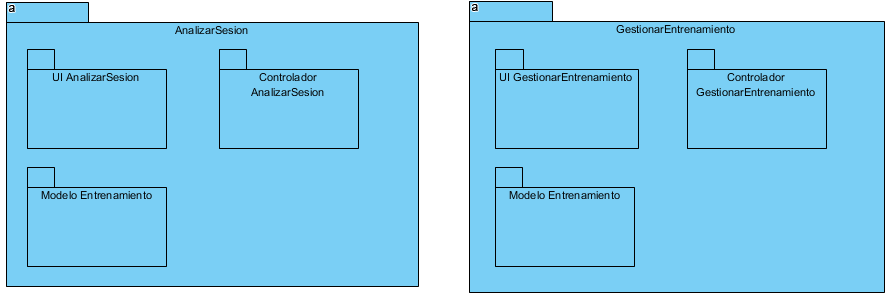 a
AnalizarSesion
UI AnalizarSesion
Controlador
AnalizarSesion
Modelo Entrenamiento
a
GestionarEntrenamiento
UI GestionarEntrenamiento
Controlador
GestionarEntrenamiento
Modelo Entrenamiento